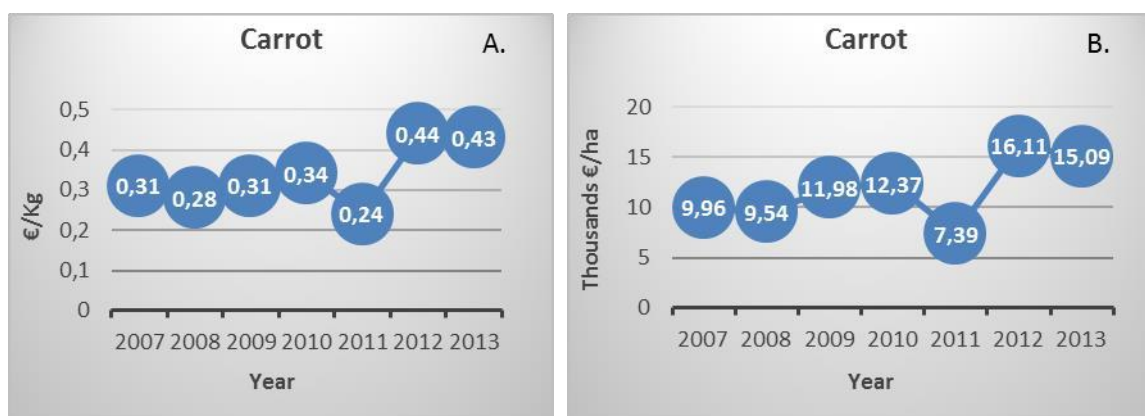 Carrot
A.
€/Kg
0,5
0,4
0,3
0,2
0,1
0
0,31
0,28
0,31
0,34
0,24
0,44
0,43
2007 2008 2009 2010 2011 2012 2013
Year
Carrot
B.
Thousands €/ha
20
15
10
5
0
9,96
9,54
11,98
12,37
7,39
16,11
15,09
2007 2008 2009 2010 2011 2012 2013
Year